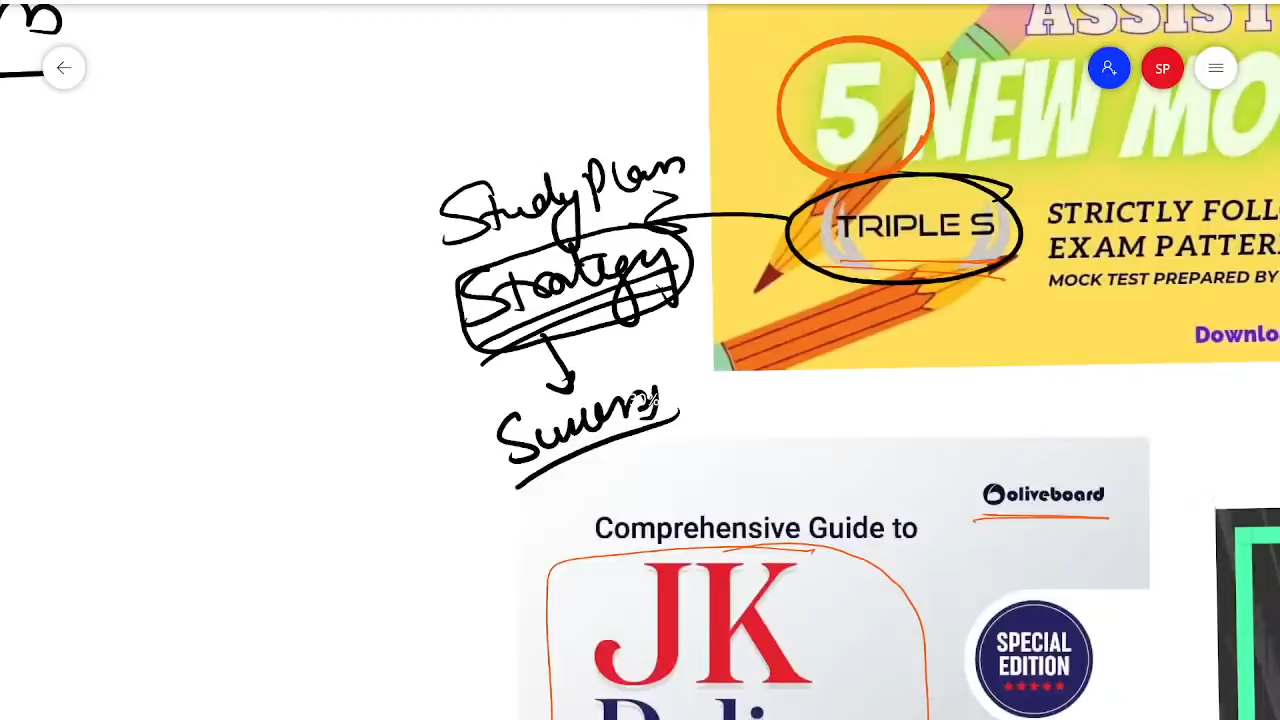 ASSIST
5 NEW MO
SP
Study Plan
TRIPLE S
STRICTLY FOLL
EXAM PATTER
MOCK TEST PREPARED BY
Strategy
Downlo
Success
oliveboard
Comprehensive Guide to
JK
SPECIAL
EDITION